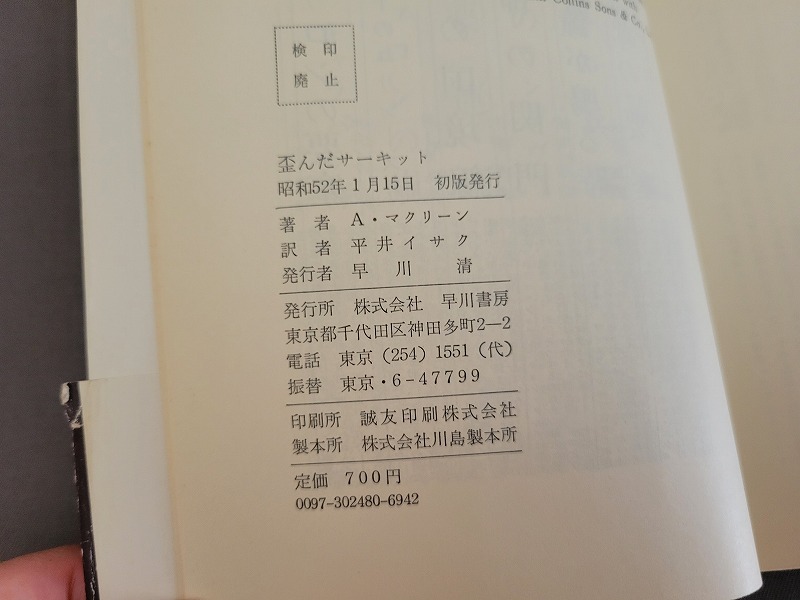 with
Collins Sons & Co.
検印
廃止
歪んだサーキット
昭和52年1月15日 初版発行
著者 A・マクリーン
訳者 平井イサク
発行者 早川 清
発行所 株式会社 早川書房
東京都千代田区神田多町2―2
電話 東京(254)1551(代)
振替 東京・6-47799
印刷所 誠友印刷株式会社
製本所 株式会社川島製本所
定価 700円
0097-302480-6942